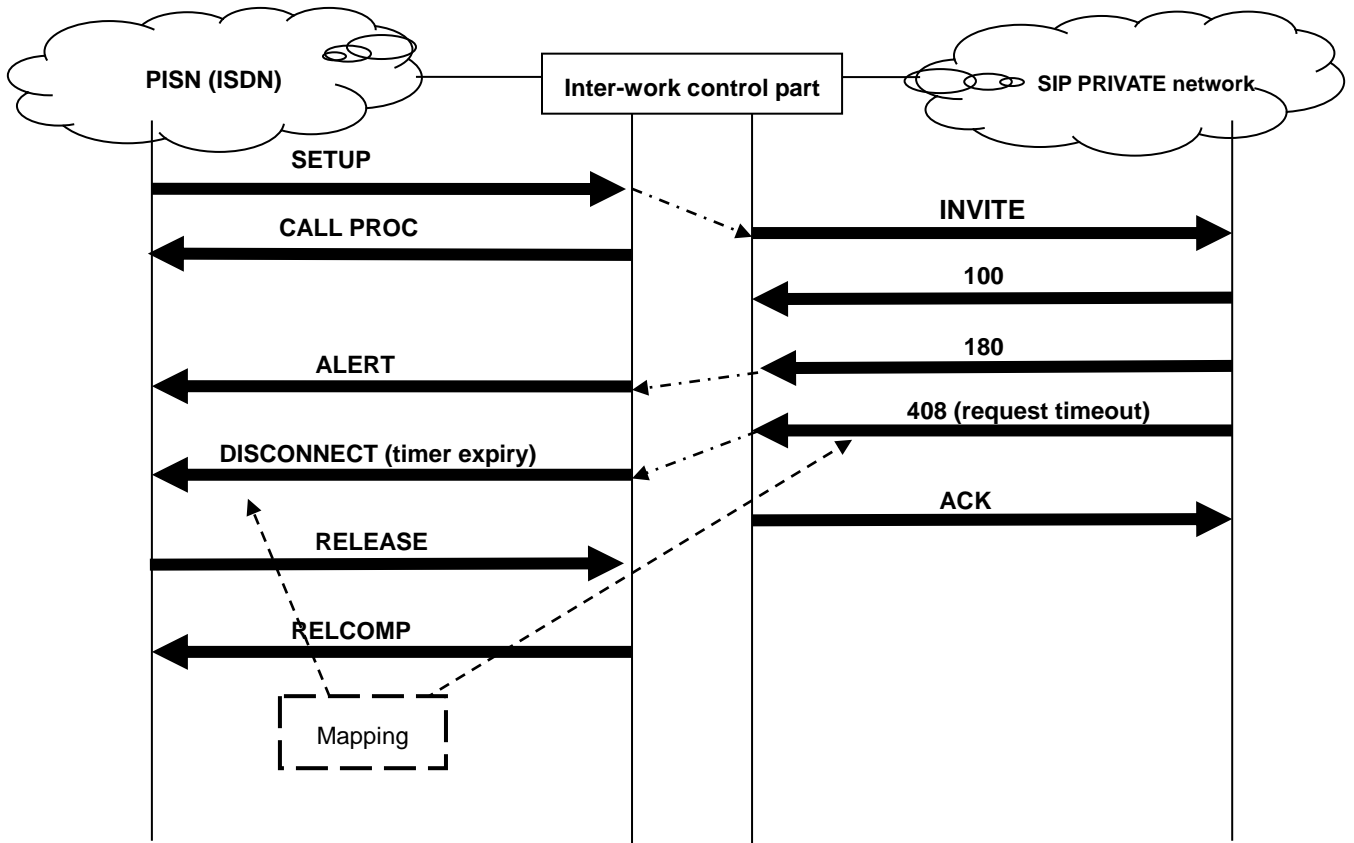 PISN (ISDN)
Inter-work control part
SIP PRIVATE network
SETUP
INVITE
CALL PROC
100
180
ALERT
408 (request timeout)
DISCONNECT (timer expiry)
ACK
RELEASE
RELCOMP
Mapping